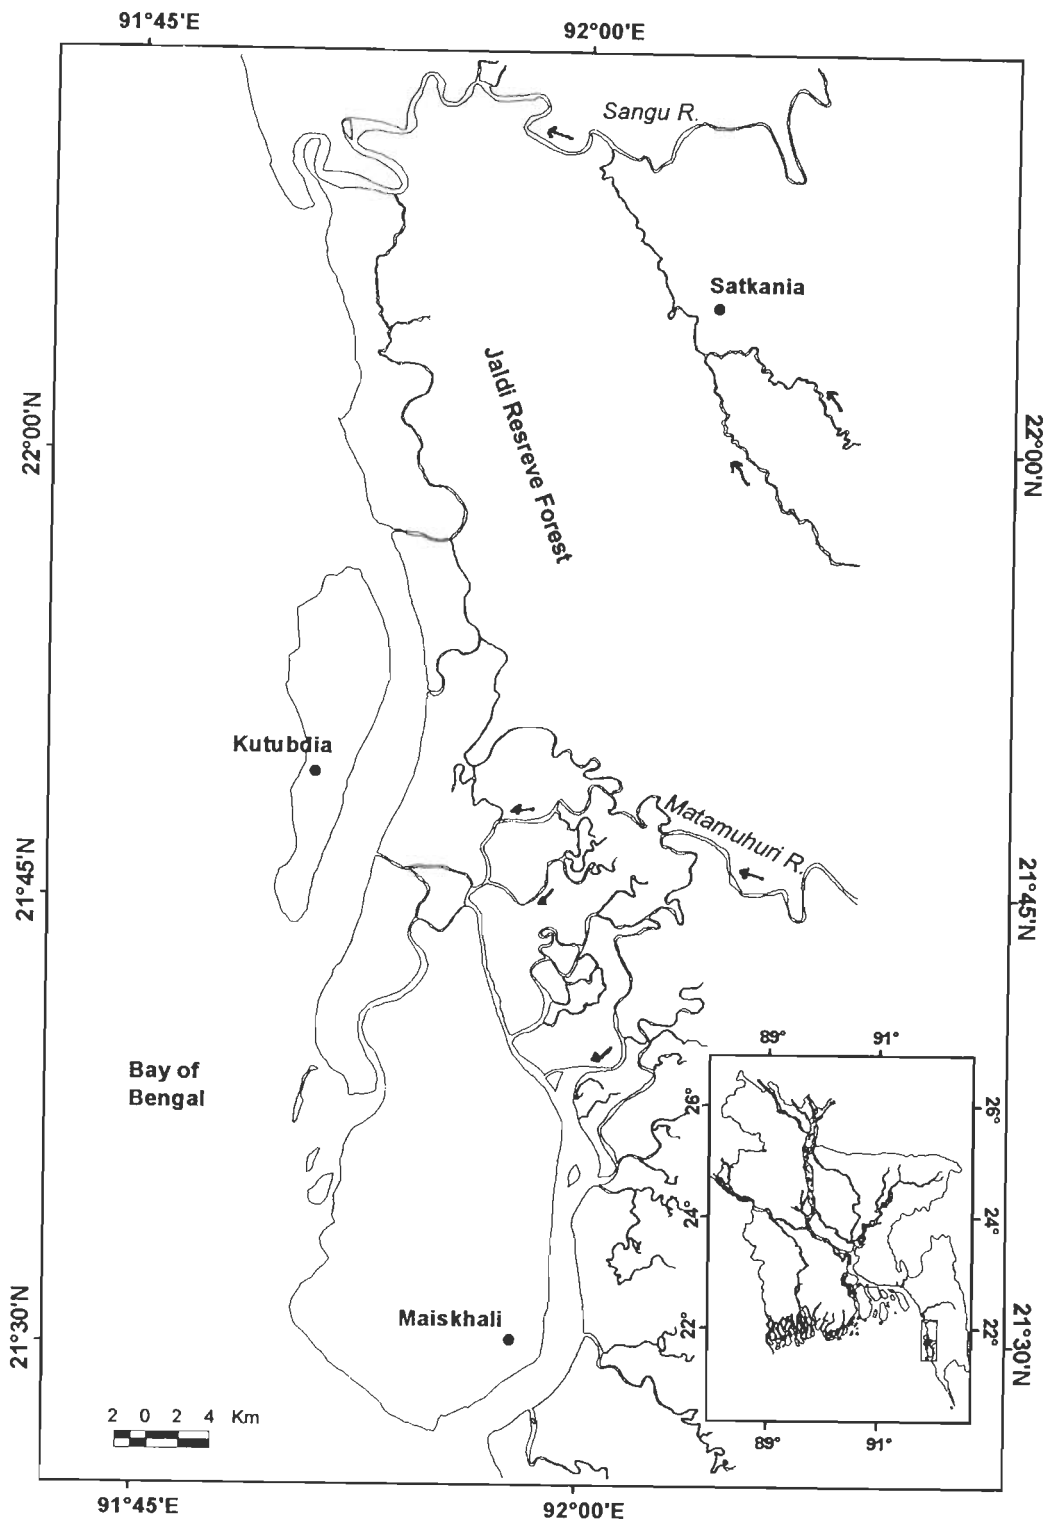 91°45'E
92°00'E
Sangu R.
Satkania
Jaldi Resreve Forest
22°00'N
22°00'N
Kutubdia
Matamuhuri R.
21°45'N
21°45'N
Bay of
Bengal
89°
91°
26°
26°
24°
24°
22°
22°
89°
91°
Maiskhali
21°30'N
21°30'N
2 0 2 4 Km
91°45'E
92°00'E